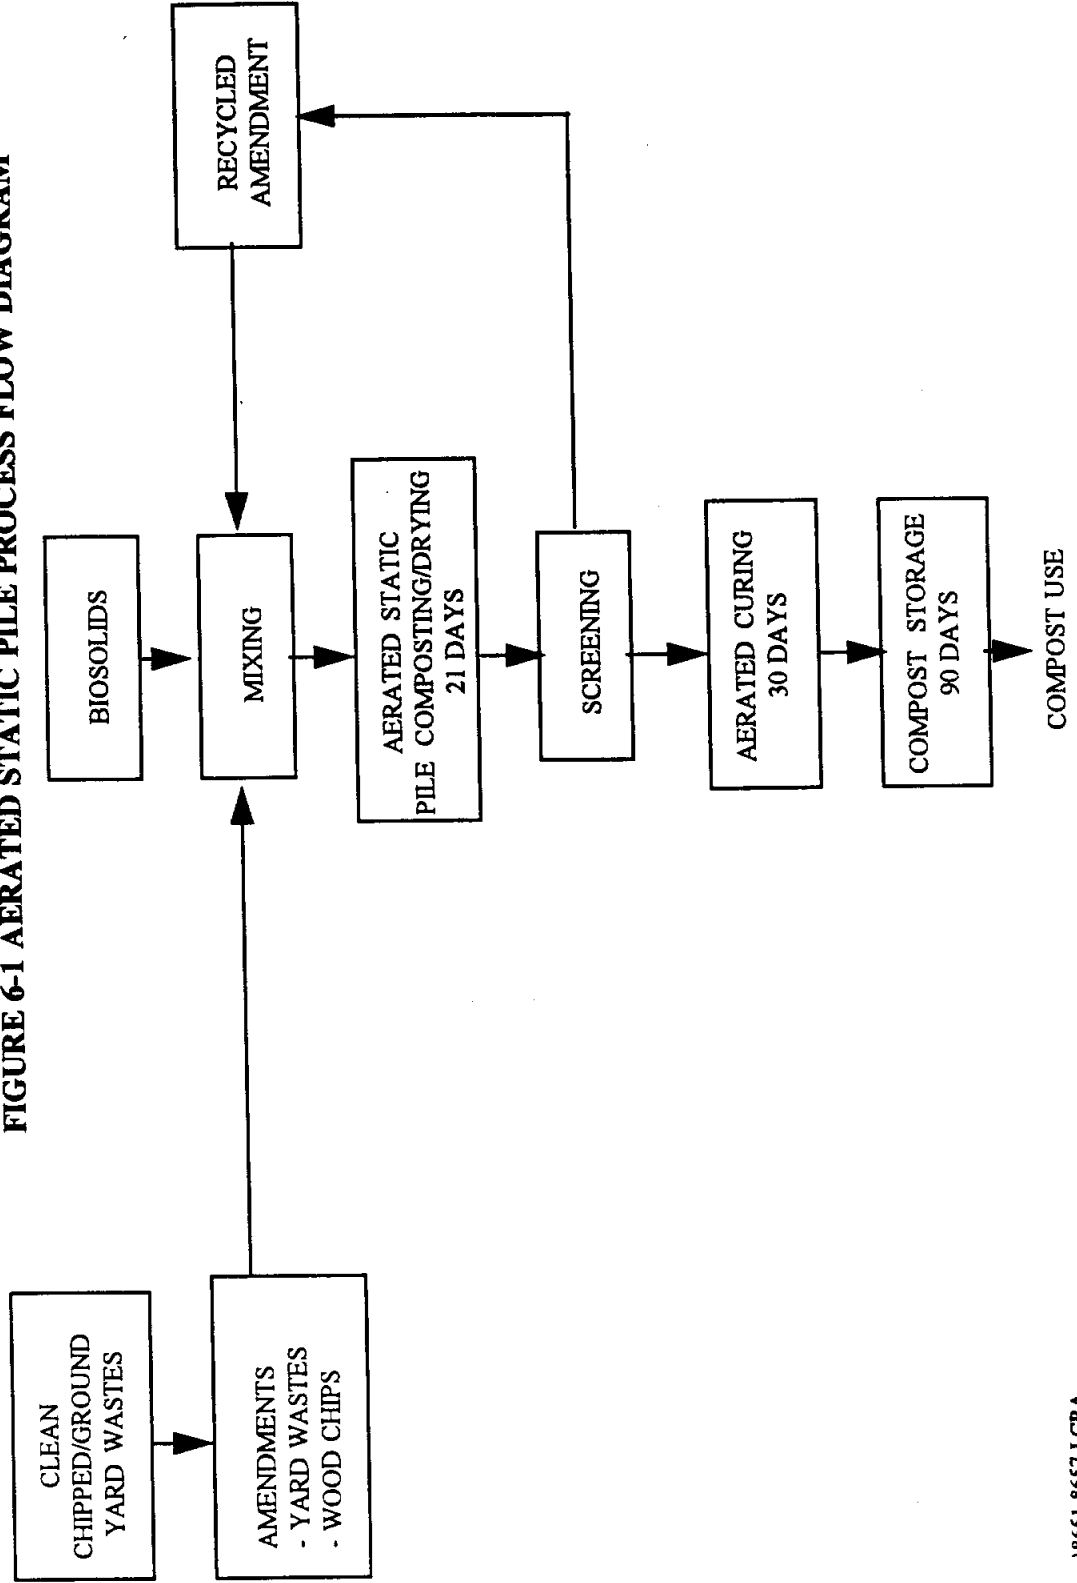 FIGURE 6-1 AERATED STATIC PILE PROCESS FLOW DIAGRAM
CLEAN
CHIPPED/GROUND
YARD WASTES
BIOSOLIDS
RECYCLED
AMENDMENT
AMENDMENTS
- YARD WASTES
- WOOD CHIPS
MIXING
AERATED STATIC
PILE COMPOSTING/DRYING
21 DAYS
SCREENING
AERATED CURING
30 DAYS
COMPOST STORAGE
90 DAYS
COMPOST USE